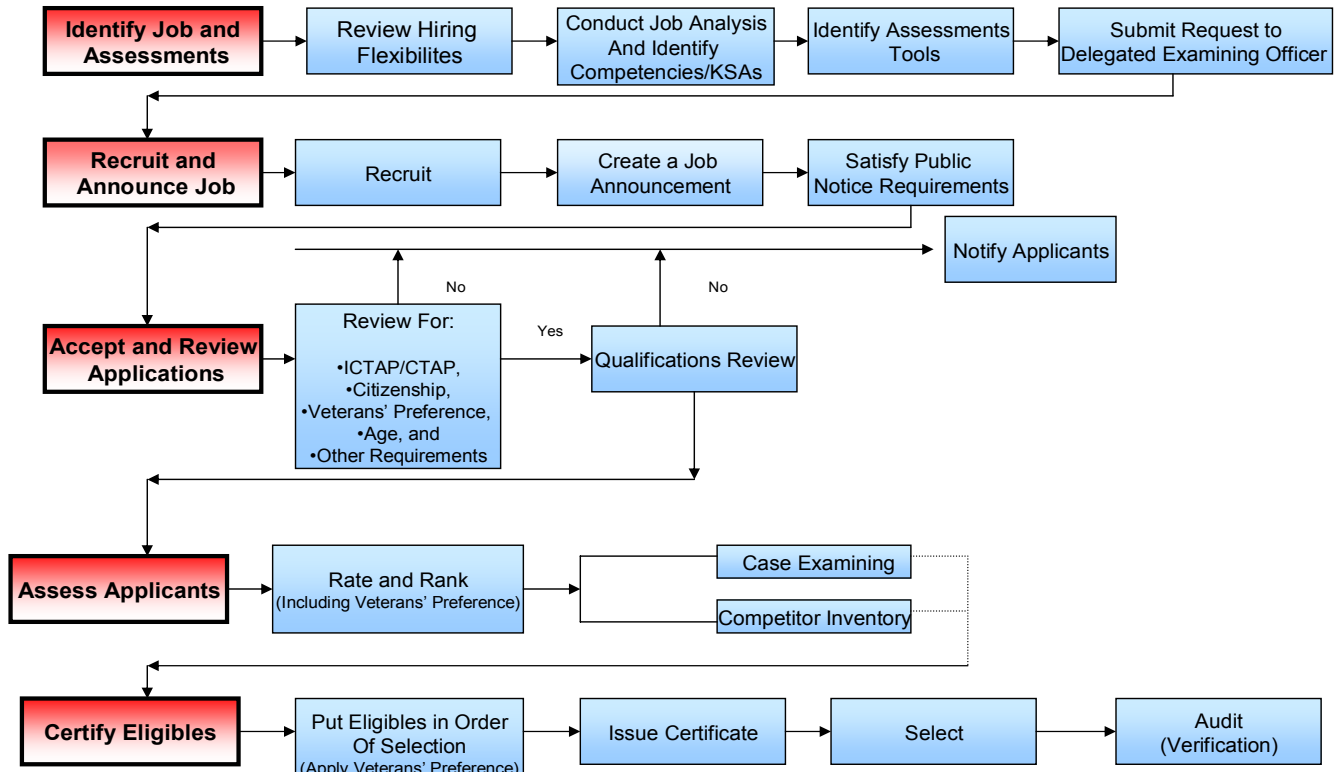 Identify Job and
Assessments
Review Hiring
Flexibilites
Conduct Job Analysis
And Identify
Competencies/KSAs
Identify Assessments
Tools
Submit Request to
Delegated Examining Officer
Recruit and
Announce Job
Recruit
Create a Job
Announcement
Satisfy Public
Notice Requirements
Notify Applicants
No
No
Accept and Review
Applications
Review For:
•ICTAP/CTAP,
•Citizenship,
•Veterans’ Preference,
•Age, and
•Other Requirements
Yes
Qualifications Review
Assess Applicants
Rate and Rank
(Including Veterans’ Preference)
Case Examining
Competitor Inventory
Certify Eligibles
Put Eligibles in Order
Of Selection
(Apply Veterans’ Preference)
Issue Certificate
Select
Audit
(Verification)